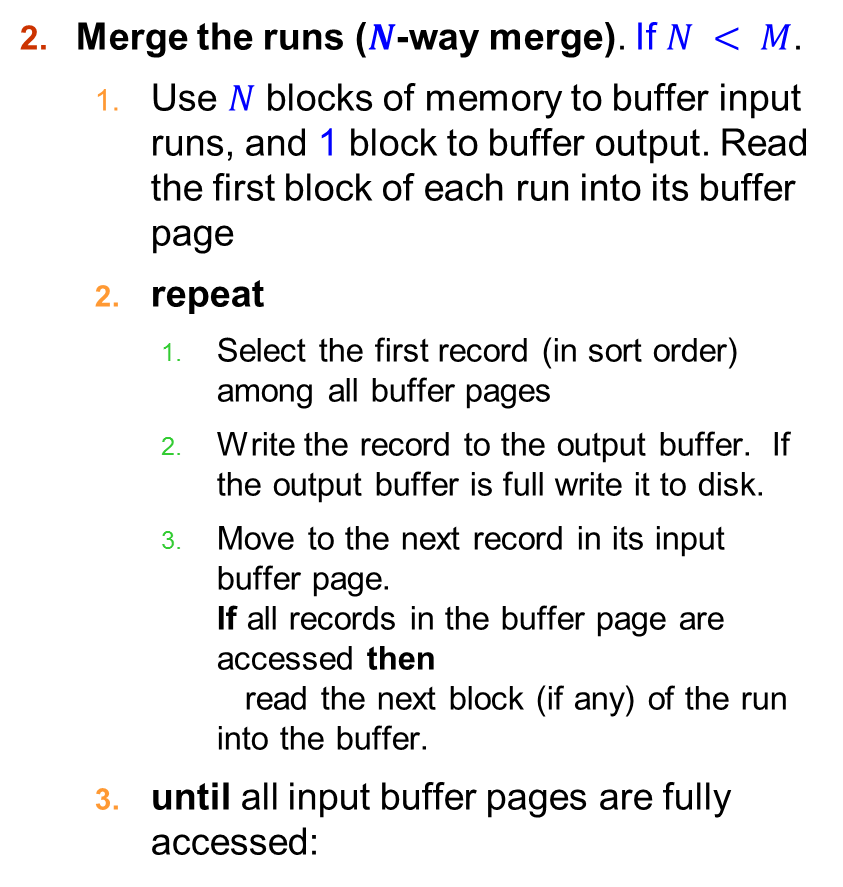 2. Merge the runs (N-way merge). If N < M.
1. Use N blocks of memory to buffer input
runs, and 1 block to buffer output. Read
the first block of each run into its buffer
page
2. repeat
1. Select the first record (in sort order)
among all buffer pages
2. Write the record to the output buffer. If
the output buffer is full write it to disk.
3. Move to the next record in its input
buffer page.
If all records in the buffer page are
accessed then
read the next block (if any) of the run
into the buffer.
3. until all input buffer pages are fully
accessed: